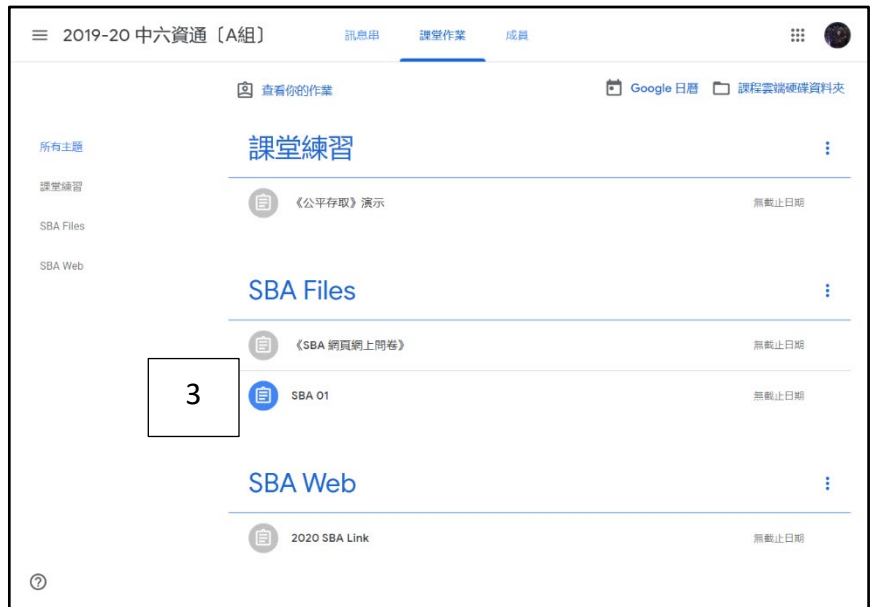 2019-20 中六資通〔A組〕
訊息串 課堂作業 成員
查看你的作業
Google 日曆 課程雲端硬碟資料夾
所有主題
課堂練習
SBA Files
SBA Web
課堂練習
《公平存取》演示 無截止日期
SBA Files
《SBA 網頁網上問卷》 無截止日期
3
SBA 01 無截止日期
SBA Web
2020 SBA Link 無截止日期